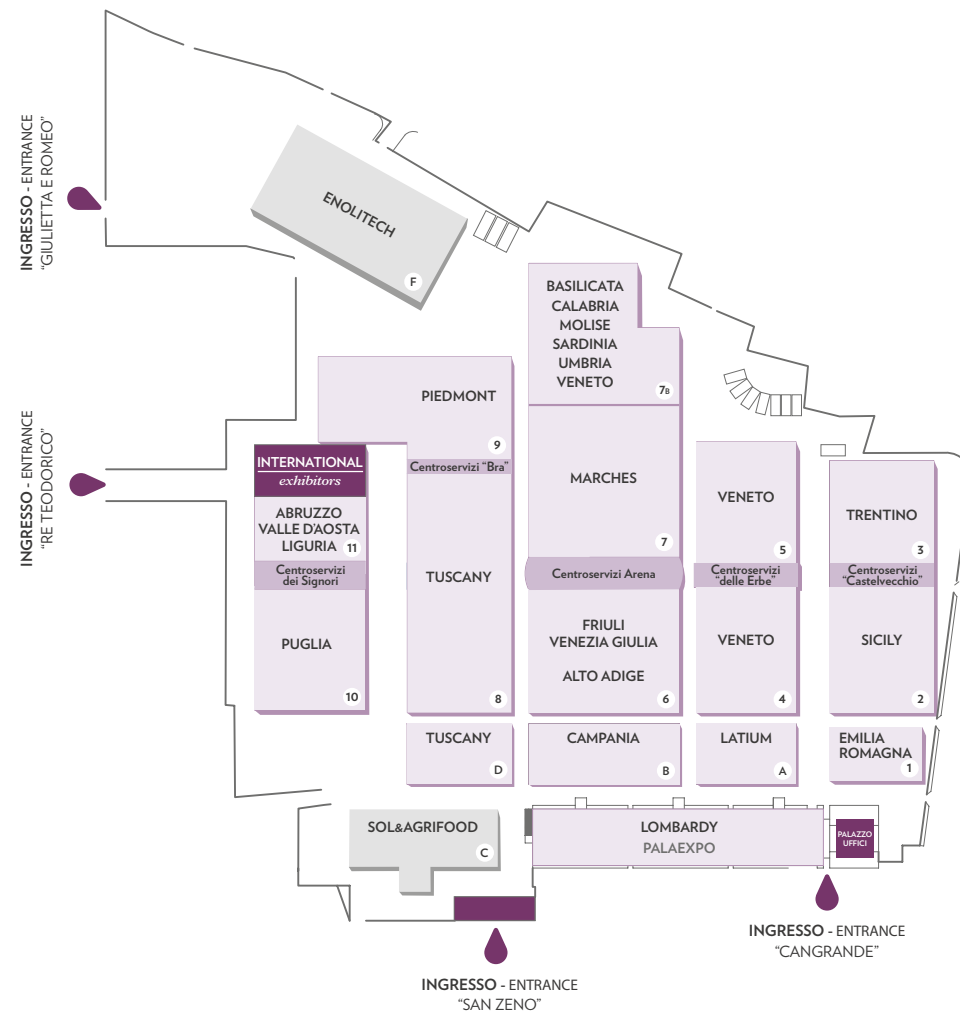 INGRESSO - ENTRANCE
“GIULIETTA E ROMEO”
ENOLITECH
F
BASILICATA
CALABRIA
MOLISE
SARDINIA
UMBRIA
VENETO
7B
PIEDMONT
9
Centroservizi “Bra”
INGRESSO - ENTRANCE
“RE TEODORICO”
INTERNATIONAL
exhibitors
ABRUZZO
VALLE D'AOSTA
LIGURIA
11
Centroservizi
dei Signori
PUGLIA
10
TUSCANY
8
MARCHES
7
Centroservizi Arena
FRIULI
VENEZIA GIULIA
ALTO ADIGE
6
VENETO
5
Centroservizi
“delle Erbe”
VENETO
4
TRENTINO
3
Centroservizi
“Castelvecchio”
SICILY
2
TUSCANY
D
CAMPANIA
B
LATIUM
A
EMILIA
ROMAGNA
1
SOL&AGRIFOOD
C
LOMBARDY
PALAEXPO
PALAZZO
UFFICI
INGRESSO - ENTRANCE
“CANGRANDE”
INGRESSO - ENTRANCE
“SAN ZENO”